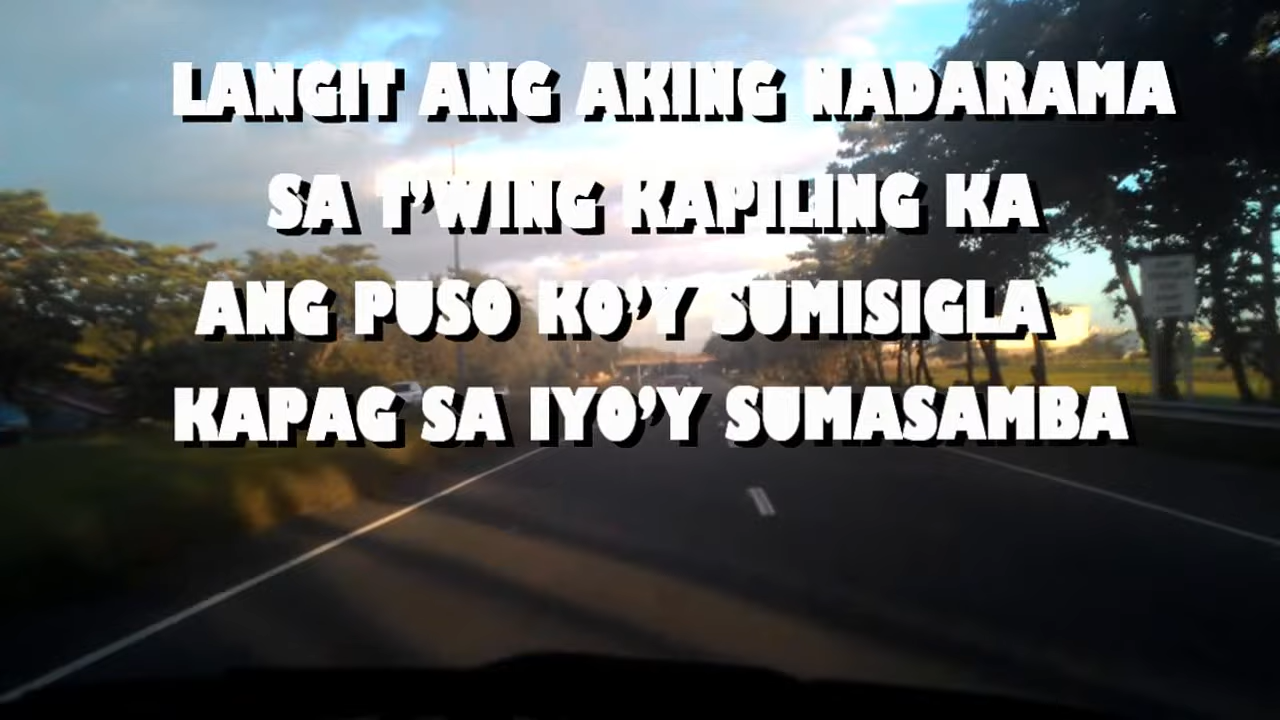 LANGIT ANG AKING NADARAMA
SA T'WING KAPILING KA
ANG PUSO KO'Y SUMISIGLA
KAPAG SA IYO'Y SUMASAMBA